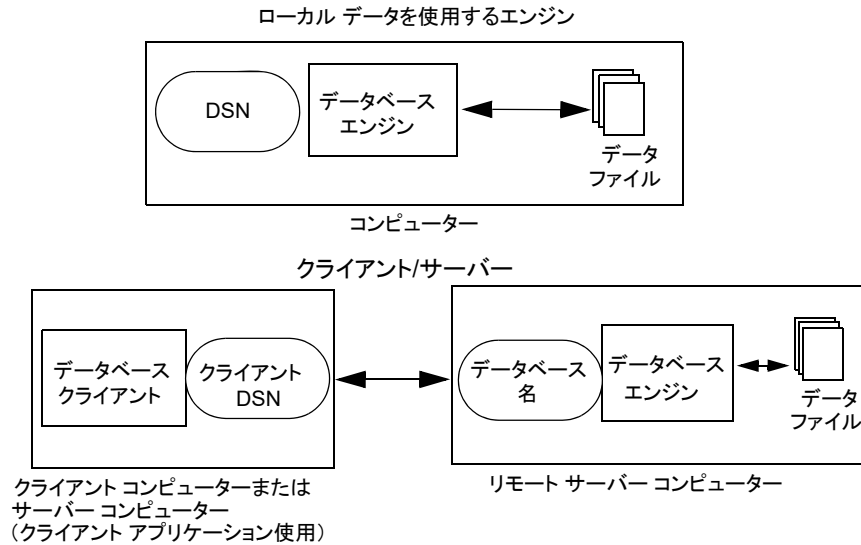 ローカル データを使用するエンジン
DSN
データベース
エンジン
データ
ファイル
コンピューター
クライアント/サーバー
データベース
クライアント
クライアント
DSN
データベース
名
データベース
エンジン
データ
ファイル
クライアント コンピューターまたは
サーバー コンピューター
（クライアント アプリケーション使用）
リモート サーバー コンピューター